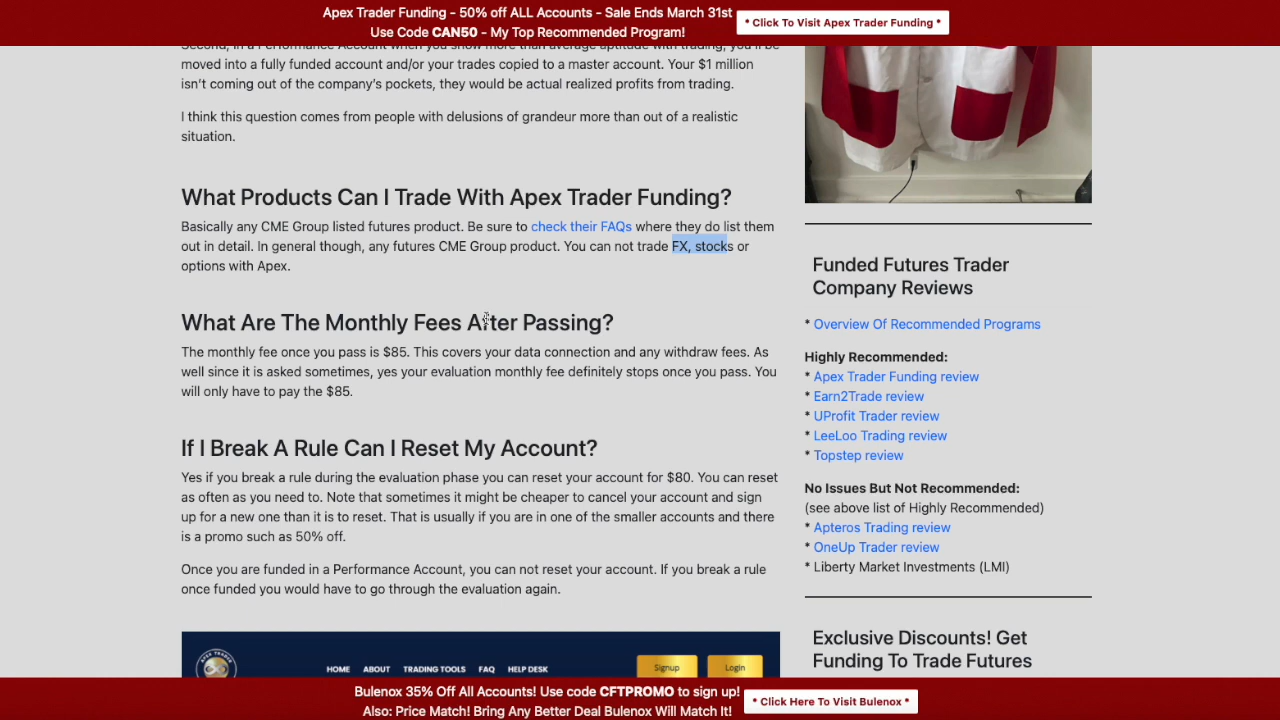 Apex Trader Funding - 50% off ALL Accounts - Sale Ends March 31st
Use Code CAN50 - My Top Recommended Program!
* Click To Visit Apex Trader Funding *
Second, in a Performance Account when you show more than average aptitude with trading, you'll be
moved into a fully funded account and/or your trades copied to a master account. Your $1 million
isn't coming out of the company's pockets, they would be actual realized profits from trading.
I think this question comes from people with delusions of grandeur more than out of a realistic
situation.
What Products Can I Trade With Apex Trader Funding?
Basically any CME Group listed futures product. Be sure to check their FAQs where they do list them
out in detail. In general though, any futures CME Group product. You can not trade FX, stocks or
options with Apex.
What Are The Monthly Fees After Passing?
The monthly fee once you pass is $85. This covers your data connection and any withdraw fees. As
well since it is asked sometimes, yes your evaluation monthly fee definitely stops once you pass. You
will only have to pay the $85.
If I Break A Rule Can I Reset My Account?
Yes if you break a rule during the evaluation phase you can reset your account for $80. You can reset
as often as you need to. Note that sometimes it might be cheaper to cancel your account and sign
up for a new one than it is to reset. That is usually if you are in one of the smaller accounts and there
is a promo such as 50% off.
Once you are funded in a Performance Account, you can not reset your account. If you break a rule
once funded you would have to go through the evaluation again.
APEX TRADER
HOME ABOUT TRADING TOOLS FAQ HELP DESK
Signup
Login
Funded Futures Trader
Company Reviews
* Overview Of Recommended Programs
Highly Recommended:
* Apex Trader Funding review
* Earn2Trade review
* UProfit Trader review
* LeeLoo Trading review
* Topstep review
No Issues But Not Recommended:
(see above list of Highly Recommended)
* Apteros Trading review
* OneUp Trader review
* Liberty Market Investments (LMI)
Exclusive Discounts! Get
Funding To Trade Futures
Bulenox 35% Off All Accounts! Use code CFTPROMO to sign up!
Also: Price Match! Bring Any Better Deal Bulenox Will Match It!
* Click Here To Visit Bulenox *